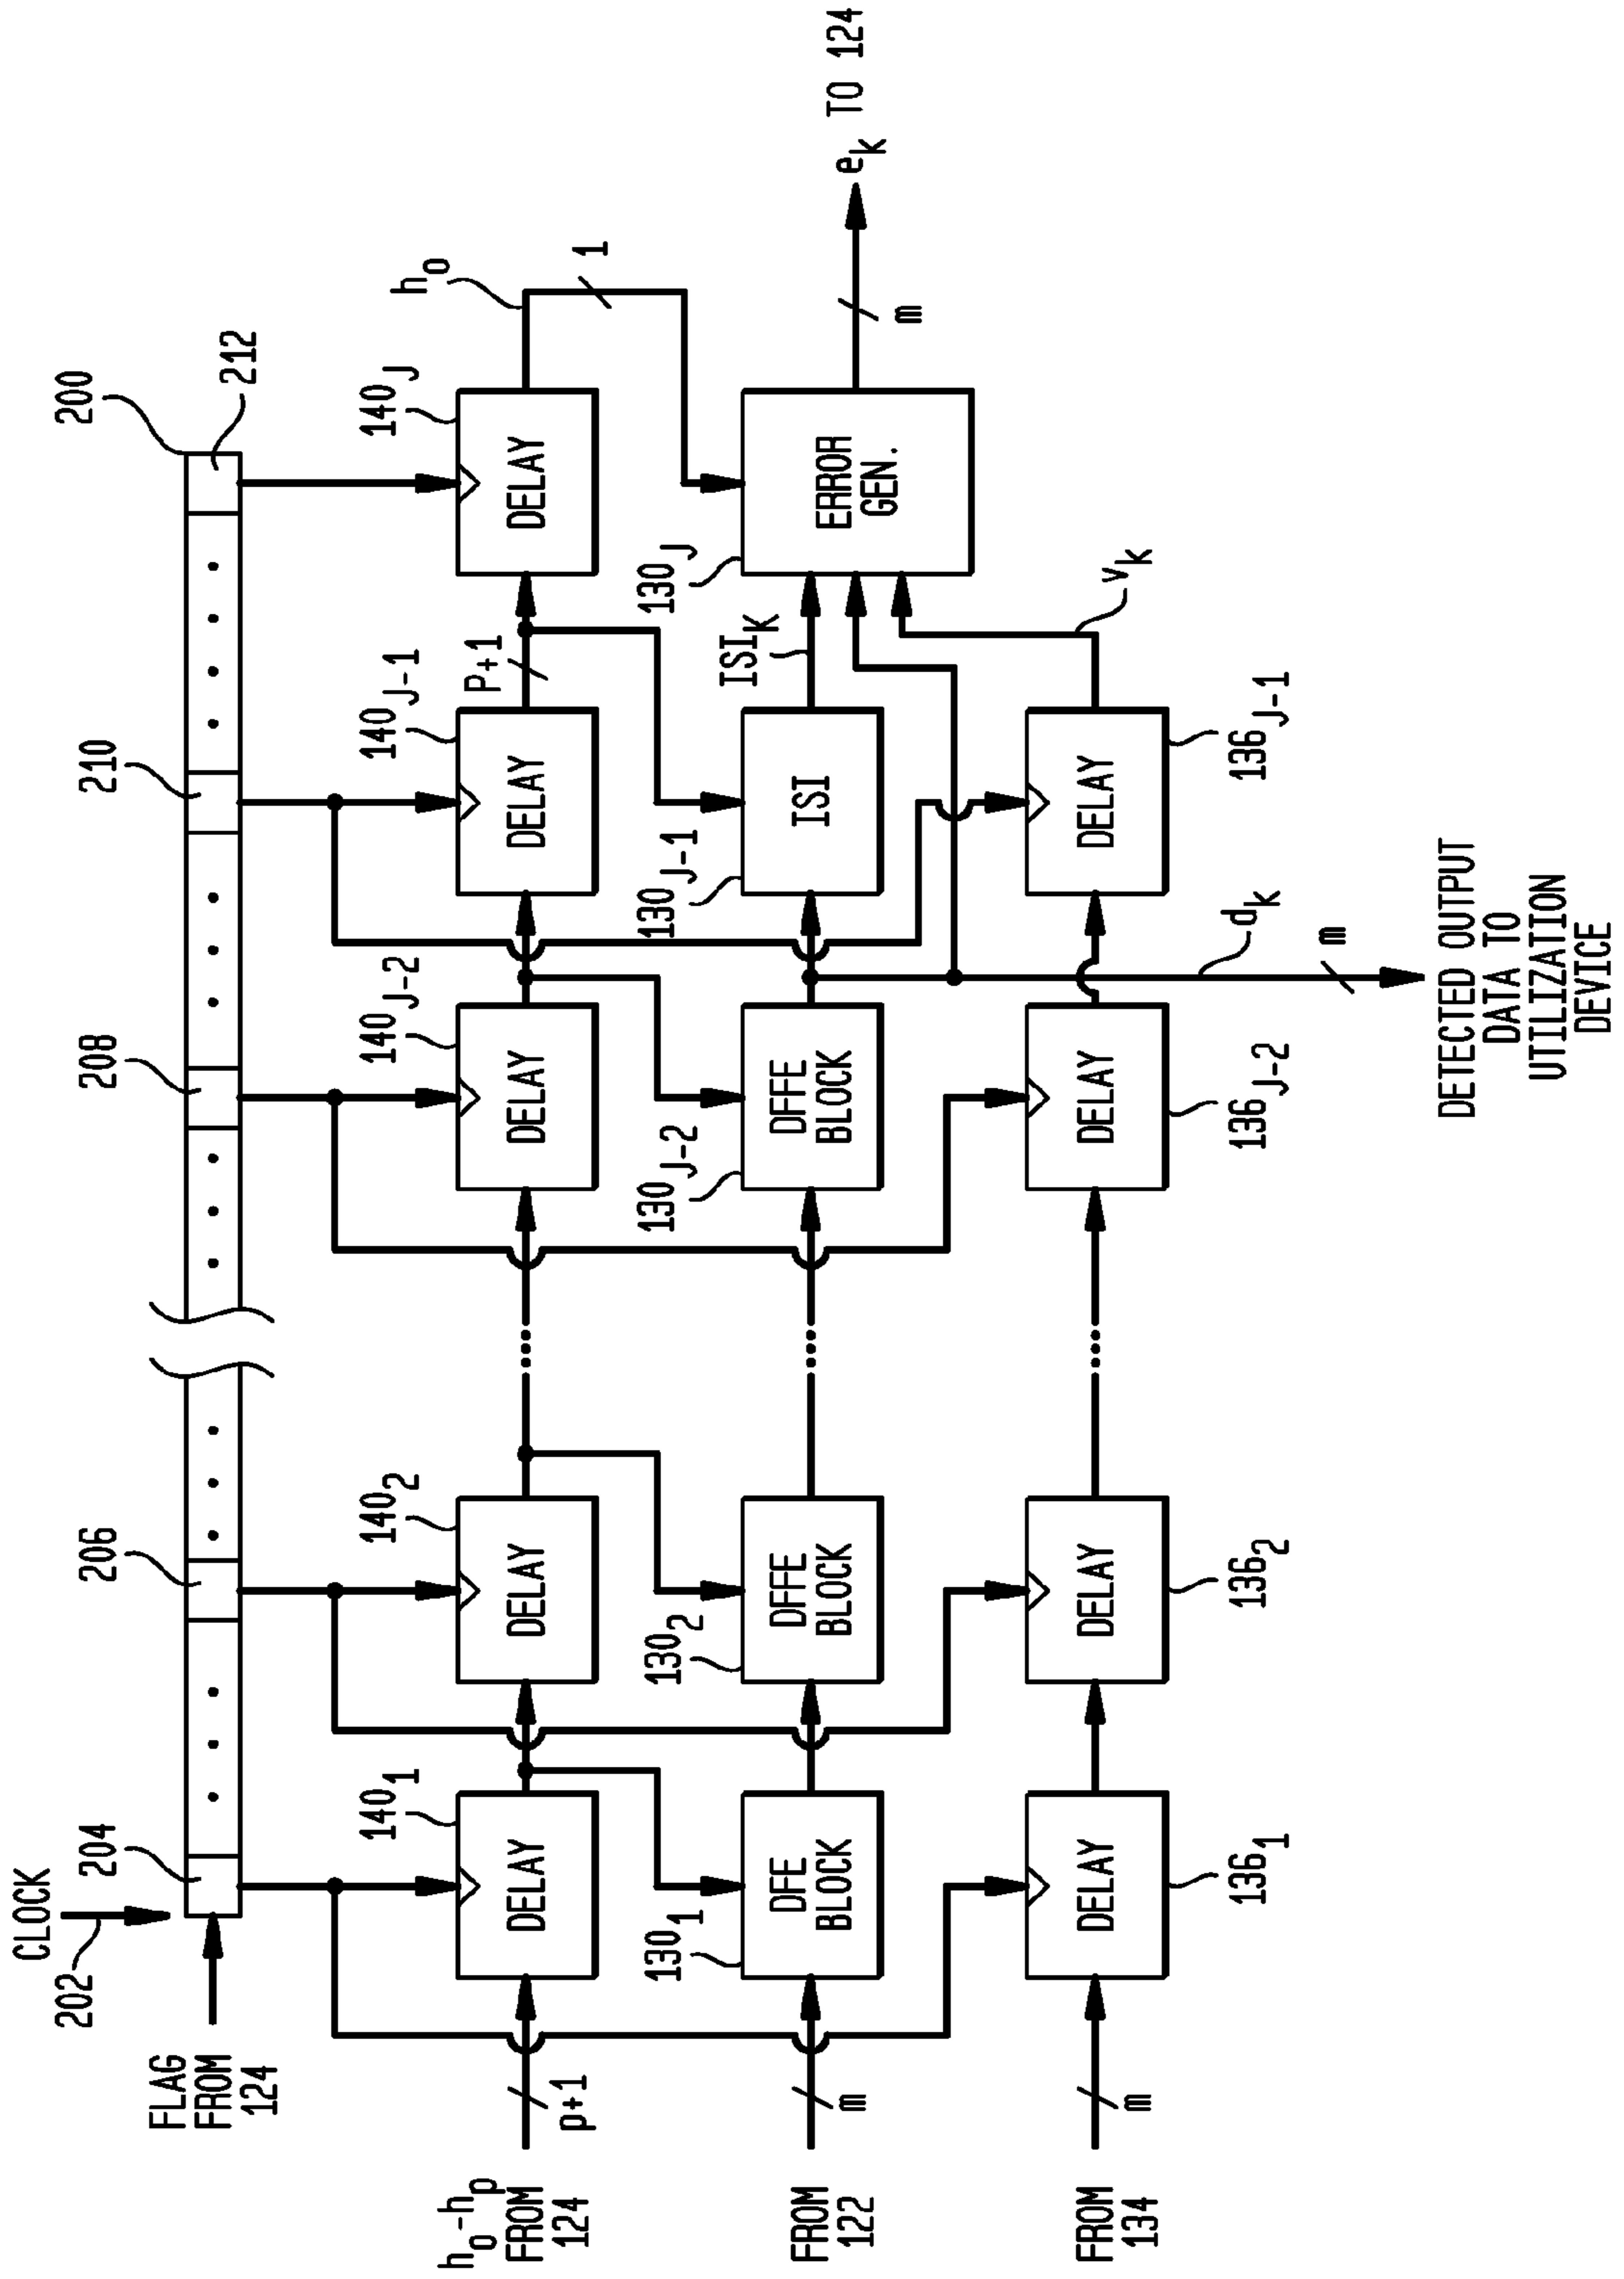 CLOCK
202
FLAG
FROM
124
200
204
206
208
210
212
140₁
140₂
140J-2
140J-1
140J
DELAY
DELAY
DELAY
DELAY
DELAY
h₀-hₚ
FROM
124
p+1
P+1
h₀
1
130₁
130₂
130J-2
130J-1
130J
DFE
BLOCK
DFFE
BLOCK
DFFE
BLOCK
ISI
ISIK
ERROR
GEN.
eₖ TO 124
m
FROM
122
m
FROM
134
m
DELAY
DELAY
DELAY
DELAY
vₖ
136₁
136₂
136J-2
136J-1
dₖ
m
DETECTED OUTPUT
DATA TO
UTILIZATION
DEVICE